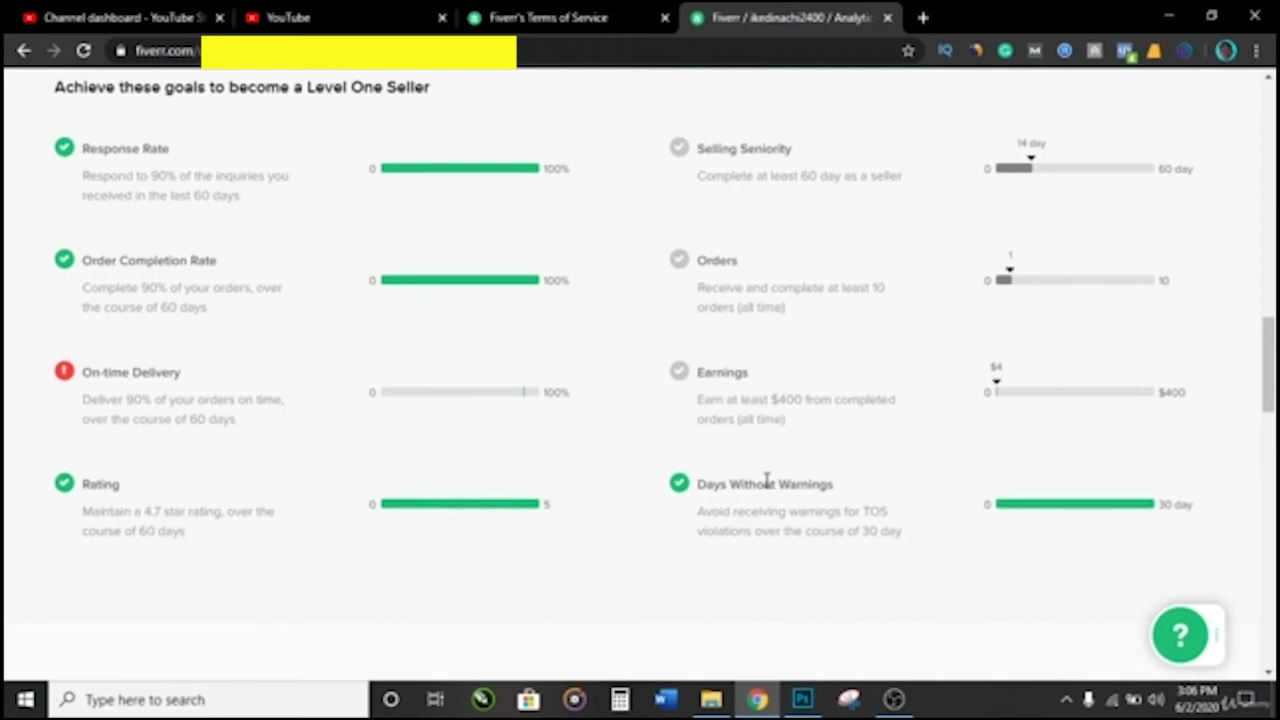 Channel dashboard - YouTube St
YouTube
Fiverr's Terms of Service
Fiverr / ikedinachi2400 / Analytic
fiverr.com/
Achieve these goals to become a Level One Seller
Response Rate
Respond to 90% of the inquiries you
received in the last 60 days
0
100%
Selling Seniority
Complete at least 60 day as a seller
14 day
0
60 day
Order Completion Rate
Complete 90% of your orders, over
the course of 60 days
0
100%
Orders
Receive and complete at least 10
orders (all time)
1
0
10
On-time Delivery
Deliver 90% of your orders on time,
over the course of 60 days
0
100%
Earnings
Earn at least $400 from completed
orders (all time)
$4
0
$400
Rating
Maintain a 4.7 star rating, over the
course of 60 days
0
5
Days Without Warnings
Avoid receiving warnings for TOS
violations over the course of 30 day
0
30 day
?
Type here to search
3:06 PM
6/2/2020